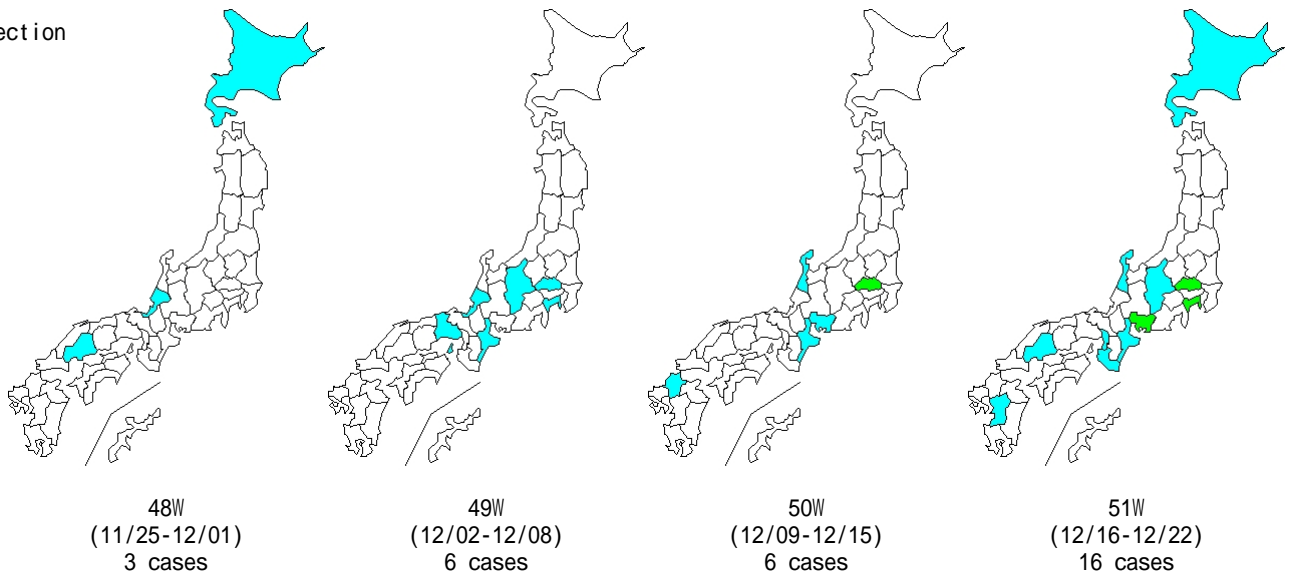 ection
48W
(11/25-12/01)
3 cases
49W
(12/02-12/08)
6 cases
50W
(12/09-12/15)
6 cases
51W
(12/16-12/22)
16 cases